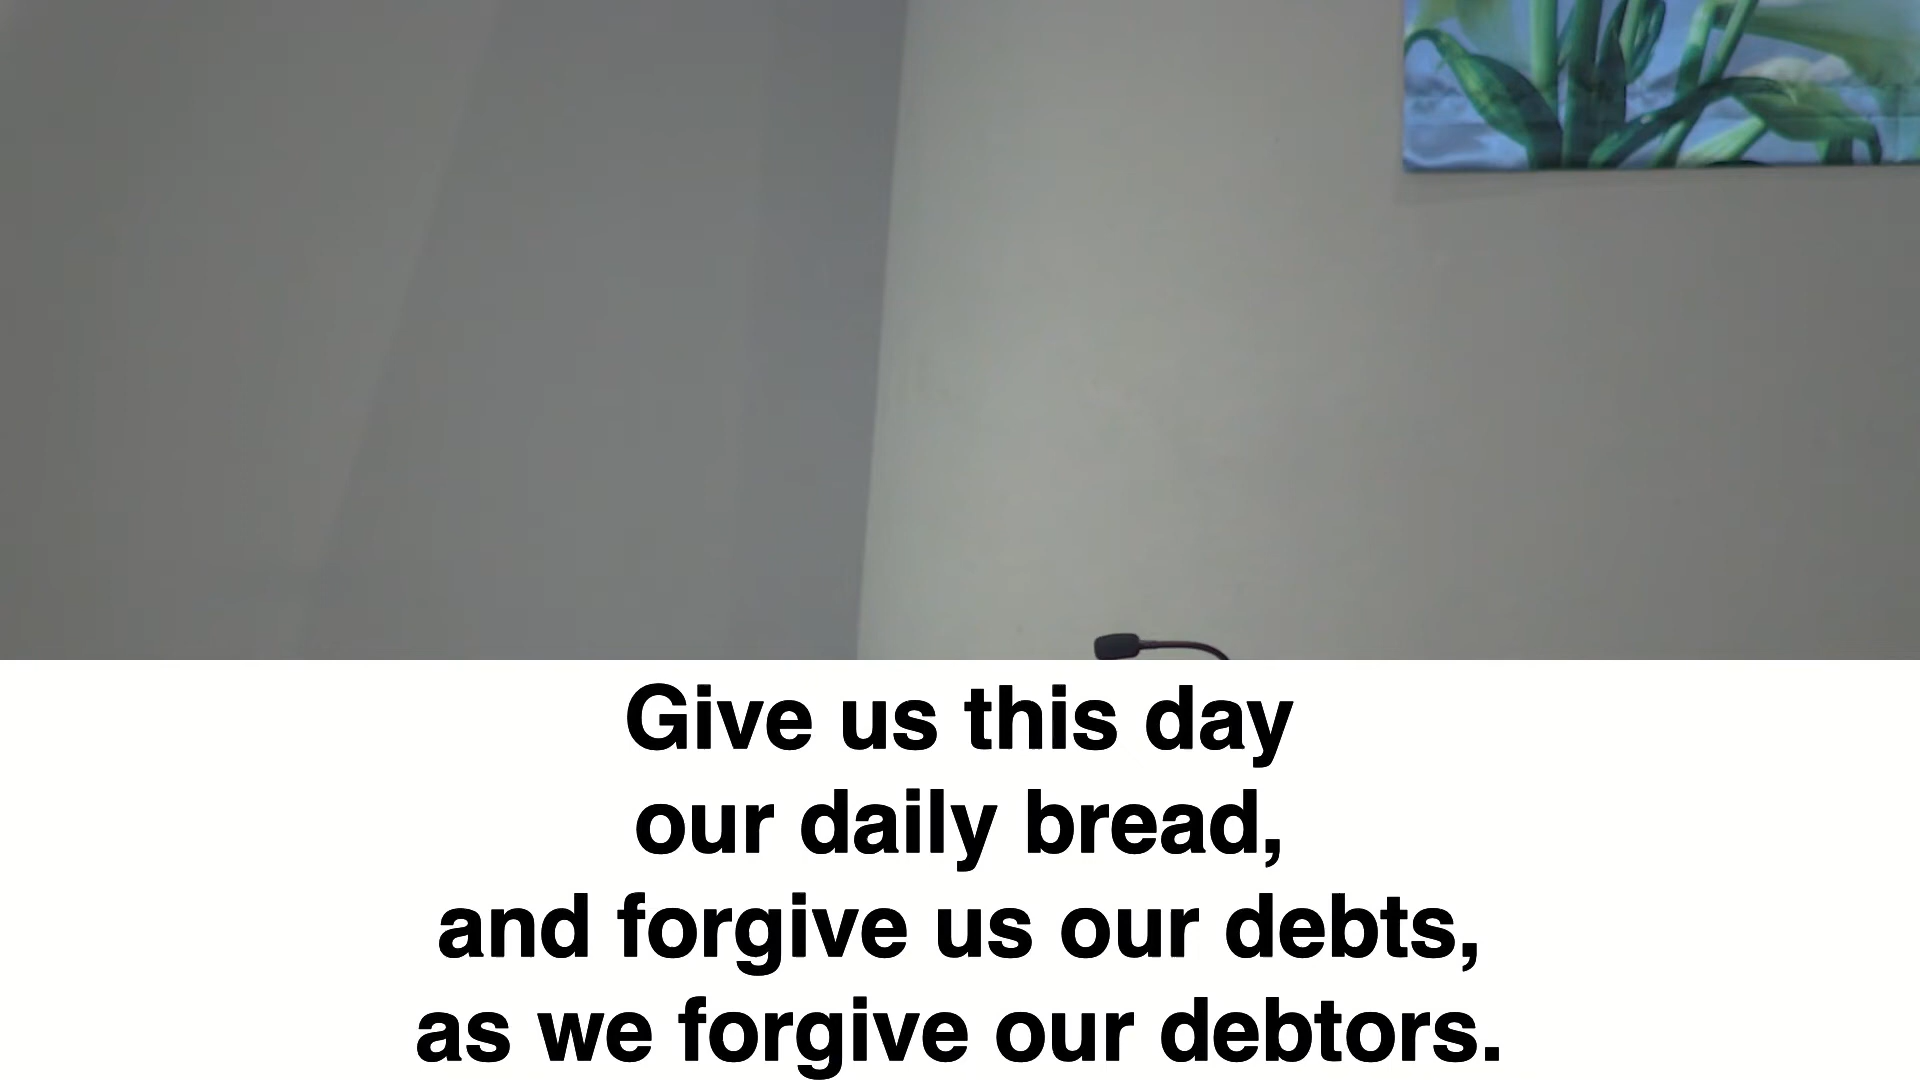 Give us this day
our daily bread,
and forgive us our debts,
as we forgive our debtors.